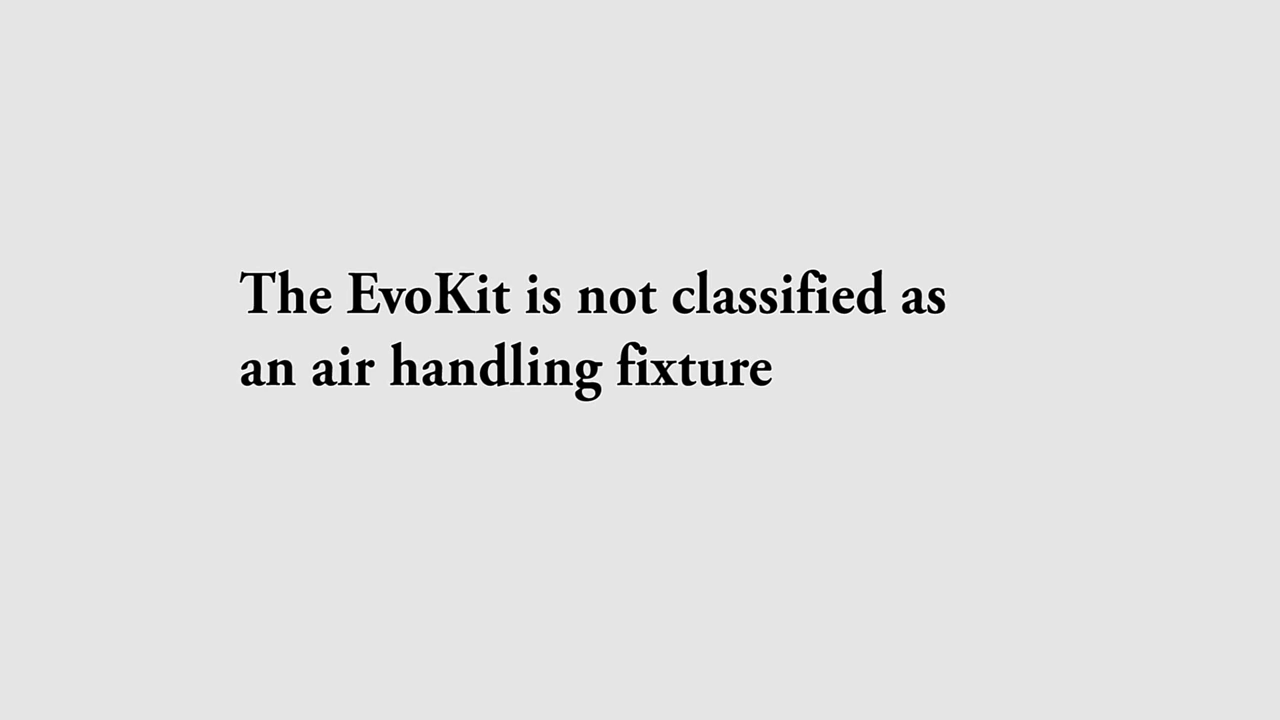 The EvoKit is not classified as
an air handling fixture